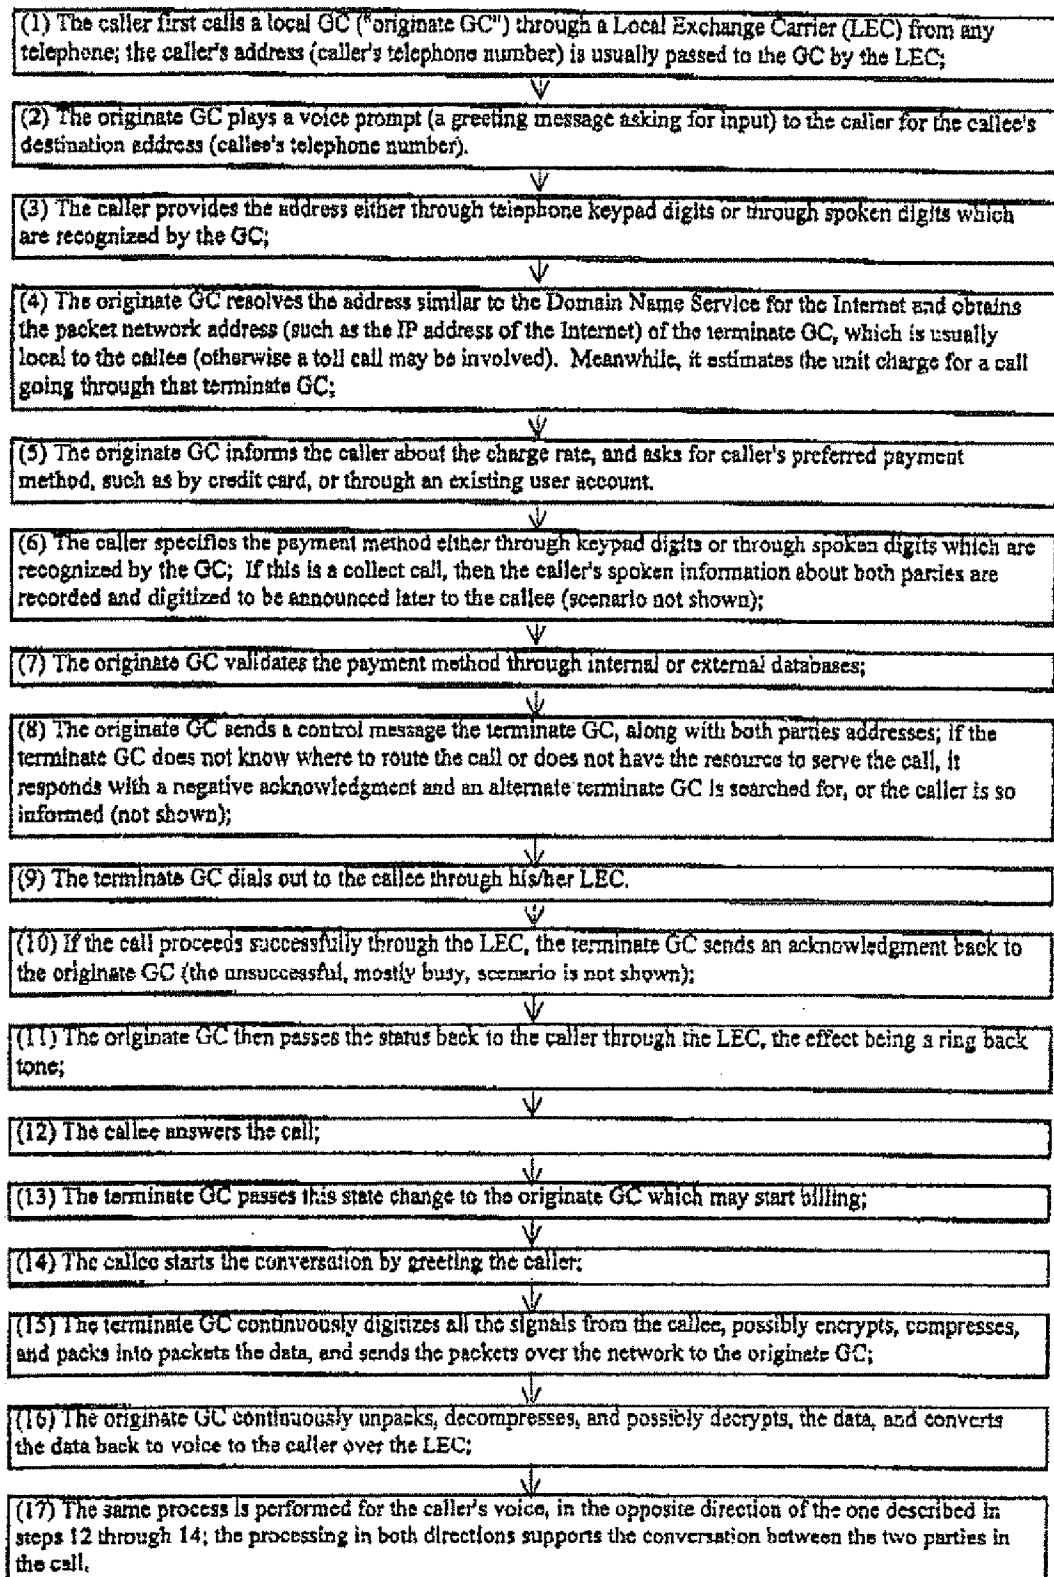 (1) The caller first calls a local GC ("originate GC") through a Local Exchange Carrier (LEC) from any
telephone; the caller's address (caller's telephone number) is usually passed to the GC by the LEC;
(2) The originate GC plays a voice prompt (a greeting message asking for input) to the caller for the callee's
destination address (callee's telephone number).
(3) The caller provides the address either through telephone keypad digits or through spoken digits which
are recognized by the GC;
(4) The originate GC resolves the address similar to the Domain Name Service for the Internet and obtains
the packet network address (such as the IP address of the Internet) of the terminate GC, which is usually
local to the callee (otherwise a toll call may be involved). Meanwhile, it estimates the unit charge for a call
going through that terminate GC;
(5) The originate GC informs the caller about the charge rate, and asks for caller's preferred payment
method, such as by credit card, or through an existing user account.
(6) The caller specifies the payment method either through keypad digits or through spoken digits which are
recognized by the GC; If this is a collect call, then the caller's spoken information about both parties are
recorded and digitized to be announced later to the callee (scenario not shown);
(7) The originate GC validates the payment method through internal or external databases;
(8) The originate GC sends a control message the terminate GC, along with both parties addresses; if the
terminate GC does not know where to route the call or does not have the resource to serve the call, it
responds with a negative acknowledgment and an alternate terminate GC is searched for, or the caller is so
informed (not shown);
(9) The terminate GC dials out to the callee through his/her LEC.
(10) If the call proceeds successfully through the LEC, the terminate GC sends an acknowledgment back to
the originate GC (the unsuccessful, mostly busy, scenario is not shown);
(11) The originate GC then passes the status back to the caller through the LEC, the effect being a ring back
tone;
(12) The callee answers the call;
(13) The terminate GC passes this state change to the originate GC which may start billing;
(14) The callee starts the conversation by greeting the caller;
(15) The terminate GC continuously digitizes all the signals from the callee, possibly encrypts, compresses,
and packs into packets the data, and sends the packets over the network to the originate GC;
(16) The originate GC continuously unpacks, decompresses, and possibly decrypts, the data, and converts
the data back to voice to the caller over the LEC;
(17) The same process is performed for the caller's voice, in the opposite direction of the one described in
steps 12 through 14; the processing in both directions supports the conversation between the two parties in
the call.